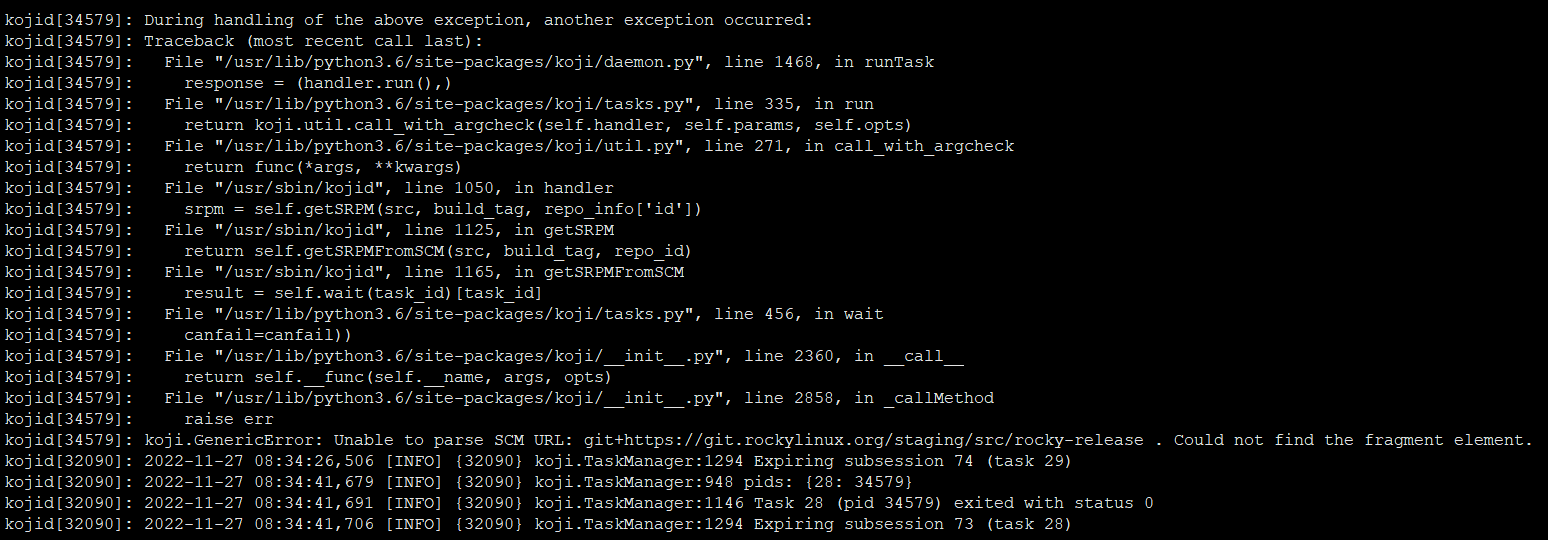 kojid[34579]: During handling of the above exception, another exception occurred:
kojid[34579]: Traceback (most recent call last):
kojid[34579]:   File "/usr/lib/python3.6/site-packages/koji/daemon.py", line 1468, in runTask
kojid[34579]:     response = (handler.run(),)
kojid[34579]:   File "/usr/lib/python3.6/site-packages/koji/tasks.py", line 335, in run
kojid[34579]:     return koji.util.call_with_argcheck(self.handler, self.params, self.opts)
kojid[34579]:   File "/usr/lib/python3.6/site-packages/koji/util.py", line 271, in call_with_argcheck
kojid[34579]:     return func(*args, **kwargs)
kojid[34579]:   File "/usr/sbin/kojid", line 1050, in handler
kojid[34579]:     srpm = self.getSRPM(src, build_tag, repo_info['id'])
kojid[34579]:   File "/usr/sbin/kojid", line 1125, in getSRPM
kojid[34579]:     return self.getSRPMFromSCM(src, build_tag, repo_id)
kojid[34579]:   File "/usr/sbin/kojid", line 1165, in getSRPMFromSCM
kojid[34579]:     result = self.wait(task_id)[task_id]
kojid[34579]:   File "/usr/lib/python3.6/site-packages/koji/tasks.py", line 456, in wait
kojid[34579]:     canfail=canfail))
kojid[34579]:   File "/usr/lib/python3.6/site-packages/koji/__init__.py", line 2360, in __call__
kojid[34579]:     return self.__func(self.__name, args, opts)
kojid[34579]:   File "/usr/lib/python3.6/site-packages/koji/__init__.py", line 2858, in _callMethod
kojid[34579]:     raise err
kojid[34579]: koji.GenericError: Unable to parse SCM URL: git+https://git.rockylinux.org/staging/src/rocky-release . Could not find the fragment element.
kojid[32090]: 2022-11-27 08:34:26,506 [INFO] {32090} koji.TaskManager:1294 Expiring subsession 74 (task 29)
kojid[32090]: 2022-11-27 08:34:41,679 [INFO] {32090} koji.TaskManager:948 pids: {28: 34579}
kojid[32090]: 2022-11-27 08:34:41,691 [INFO] {32090} koji.TaskManager:1146 Task 28 (pid 34579) exited with status 0
kojid[32090]: 2022-11-27 08:34:41,706 [INFO] {32090} koji.TaskManager:1294 Expiring subsession 73 (task 28)